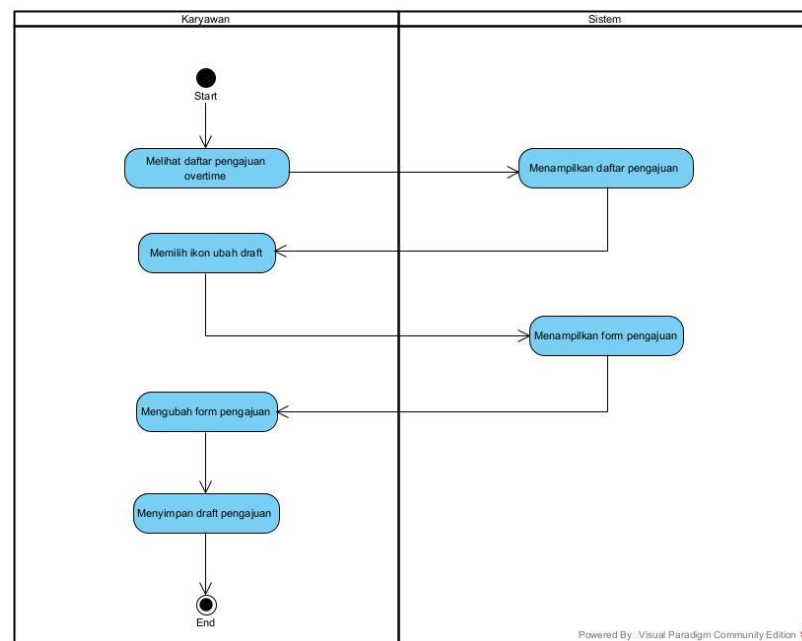 Karyawan
Sistem
Start
Melihat daftar pengajuan
overtime
Menampilkan daftar pengajuan
Memilih ikon ubah draft
Menampilkan form pengajuan
Mengubah form pengajuan
Menyimpan draft pengajuan
End
Powered By Visual Paradigm Community Edition